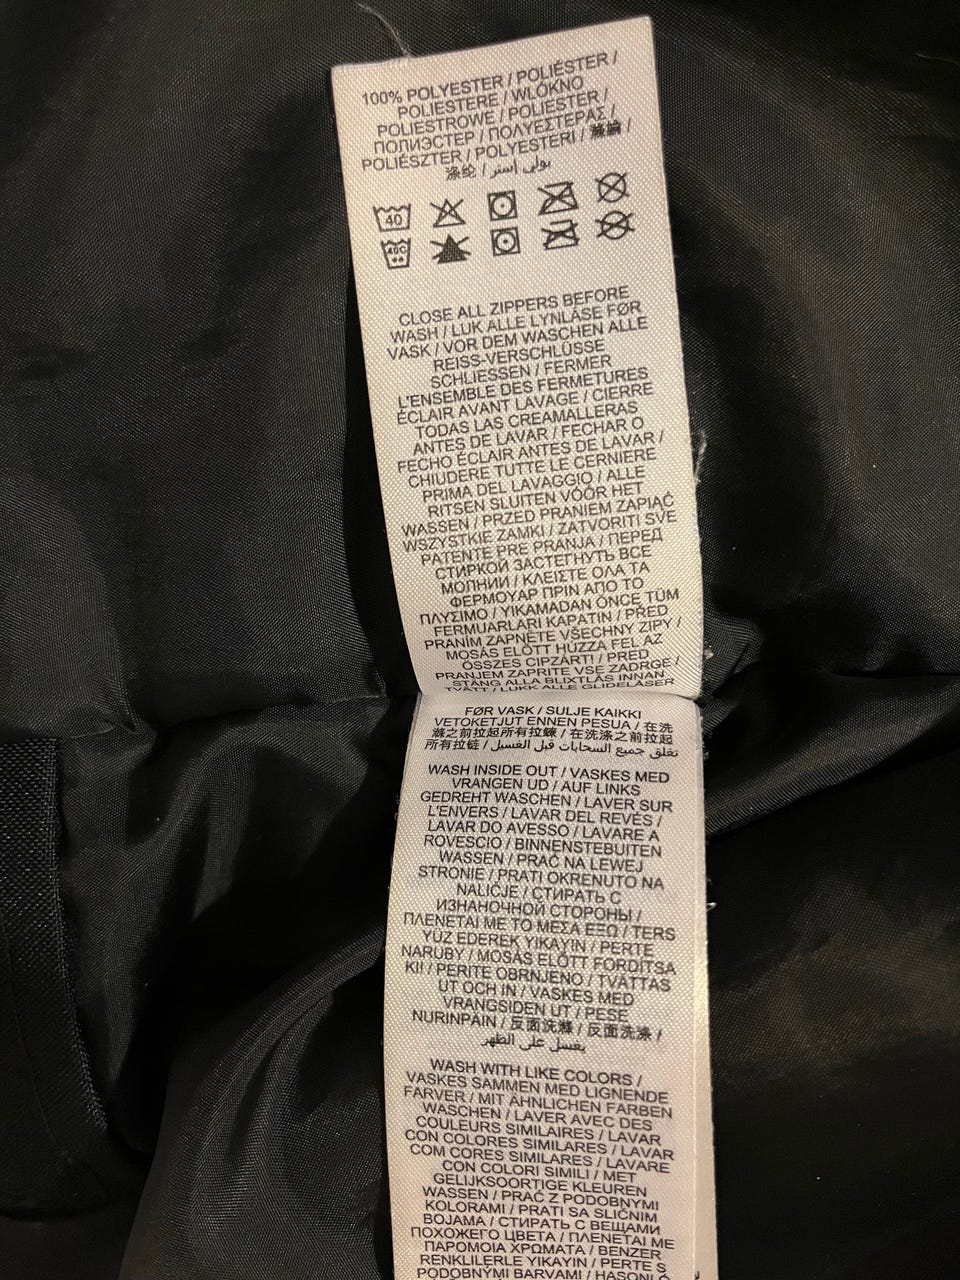 100% POLYESTER / POLIÉSTER /
POLIESTERE / WŁÓKNO
POLIESTROWE / POLIESTER /
ПОЛИЭСТЕР / ΠΟΛΥΕΣΤΕΡΑΣ /
POLIÉSZTER / POLYESTERI / 滌綸 /
涤纶 / بولي إستر
40
40C
CLOSE ALL ZIPPERS BEFORE
WASH / LUK ALLE LYNLÅSE FØR
VASK / VOR DEM WASCHEN ALLE
REISS-VERSCHLÜSSE
SCHLIESSEN / FERMER
L'ENSEMBLE DES FERMETURES
ÉCLAIR AVANT LAVAGE / CIERRE
TODAS LAS CREAMALLERAS
ANTES DE LAVAR / FECHAR O
FECHO ÉCLAIR ANTES DE LAVAR /
CHIUDERE TUTTE LE CERNIERE
PRIMA DEL LAVAGGIO / ALLE
RITSEN SLUITEN VÓÓR HET
WASSEN / PRZED PRANIEM ZAPIĄĆ
WSZYSTKIE ZAMKI / ZATVORITI SVE
PATENTE PRE PRANJA / ПЕРЕД
СТИРКОЙ ЗАСТЕГНУТЬ ВСЕ
МОЛНИИ / ΚΛΕΙΣΤΕ ΟΛΑ ΤΑ
ΦΕΡΜΟΥΑΡ ΠΡΙΝ ΑΠΟ ΤΟ
ΠΛΥΣΙΜΟ / YIKAMADAN ÖNCE TÜM
FERMUARLARI KAPATIN / PŘED
PRANÍM ZAPNĚTE VŠECHNY ZIPY /
MOSÁS ELŐTT HÚZZA FEL AZ
ÖSSZES CIPZÁRT! / PRED
PRANJEM ZAPRITE VSE ZADRGE /
STÄNG ALLA BLIXTLÅS INNAN
TVÄTT / LUKK ALLE GLIDELÅSER
FØR VASK / SULJE KAIKKI
VETOKETJUT ENNEN PESUA / 在洗
滌之前拉起所有拉鍊 / 在洗涤之前拉起
所有拉链 / تغلق جميع السحابات قبل الغسيل
WASH INSIDE OUT / VASKES MED
VRANGEN UD / AUF LINKS
GEDREHT WASCHEN / LAVER SUR
L'ENVERS / LAVAR DEL REVÉS /
LAVAR DO AVESSO / LAVARE A
ROVESCIO / BINNENSTEBUITEN
WASSEN / PRAĆ NA LEWEJ
STRONIE / PRATI OKRENUTO NA
NALIČJE / СТИРАТЬ С
ИЗНАНОЧНОЙ СТОРОНЫ /
ΠΛΕΝΕΤΑΙ ΜΕ ΤΟ ΜΕΣΑ ΕΞΩ / TERS
YÜZ EDEREK YIKAYIN / PERTE
NARUBY / MOSÁS ELŐTT FORDÍTSA
KI! / PERITE OBRNJENO / TVÄTTAS
UT OCH IN / VASKES MED
VRANGSIDEN UT / PESE
NURINPÄIN / 反面洗滌 / 反面洗涤 /
يغسل على الظهر
WASH WITH LIKE COLORS /
VASKES SAMMEN MED LIGNENDE
FARVER / MIT ÄHNLICHEN FARBEN
WASCHEN / LAVER AVEC DES
COULEURS SIMILAIRES / LAVAR
CON COLORES SIMILARES / LAVAR
COM CORES SIMILARES / LAVARE
CON COLORI SIMILI / MET
GELIJKSOORTIGE KLEUREN
WASSEN / PRAĆ Z PODOBNYMI
KOLORAMI / PRATI SA SLIČNIM
BOJAMA / СТИРАТЬ С ВЕЩАМИ
ПОХОЖЕГО ЦВЕТА / ΠΛΕΝΕΤΑΙ ΜΕ
ΠΑΡΟΜΟΙΑ ΧΡΩΜΑΤΑ / BENZER
RENKLILERLE YIKAYIN / PERTE S
PODOBNÝMI BARVAMI / HASONLÓ